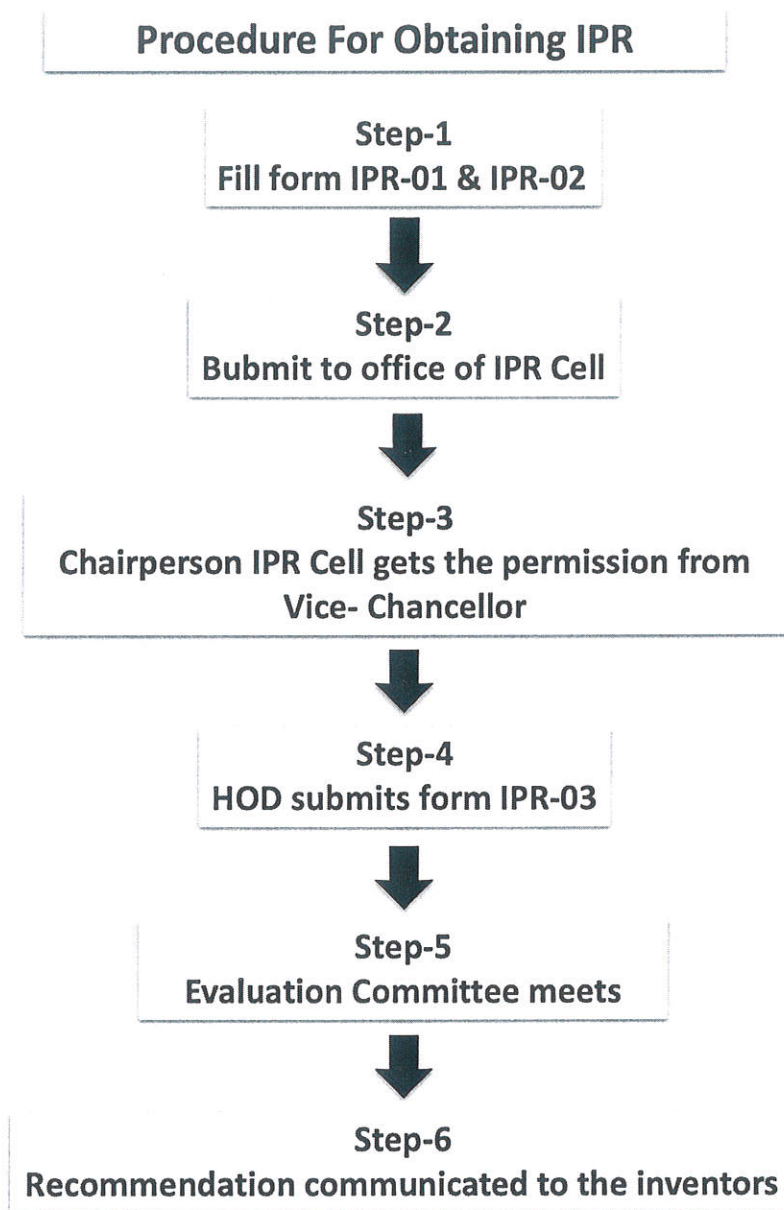 Procedure For Obtaining IPR
Step-1
Fill form IPR-01 & IPR-02
Step-2
Bubmit to office of IPR Cell
Step-3
Chairperson IPR Cell gets the permission from
Vice- Chancellor
Step-4
HOD submits form IPR-03
Step-5
Evaluation Committee meets
Step-6
Recommendation communicated to the inventors